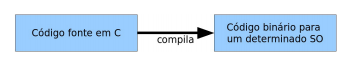 Código fonte em C
compila
Código binário para
um determinado SO